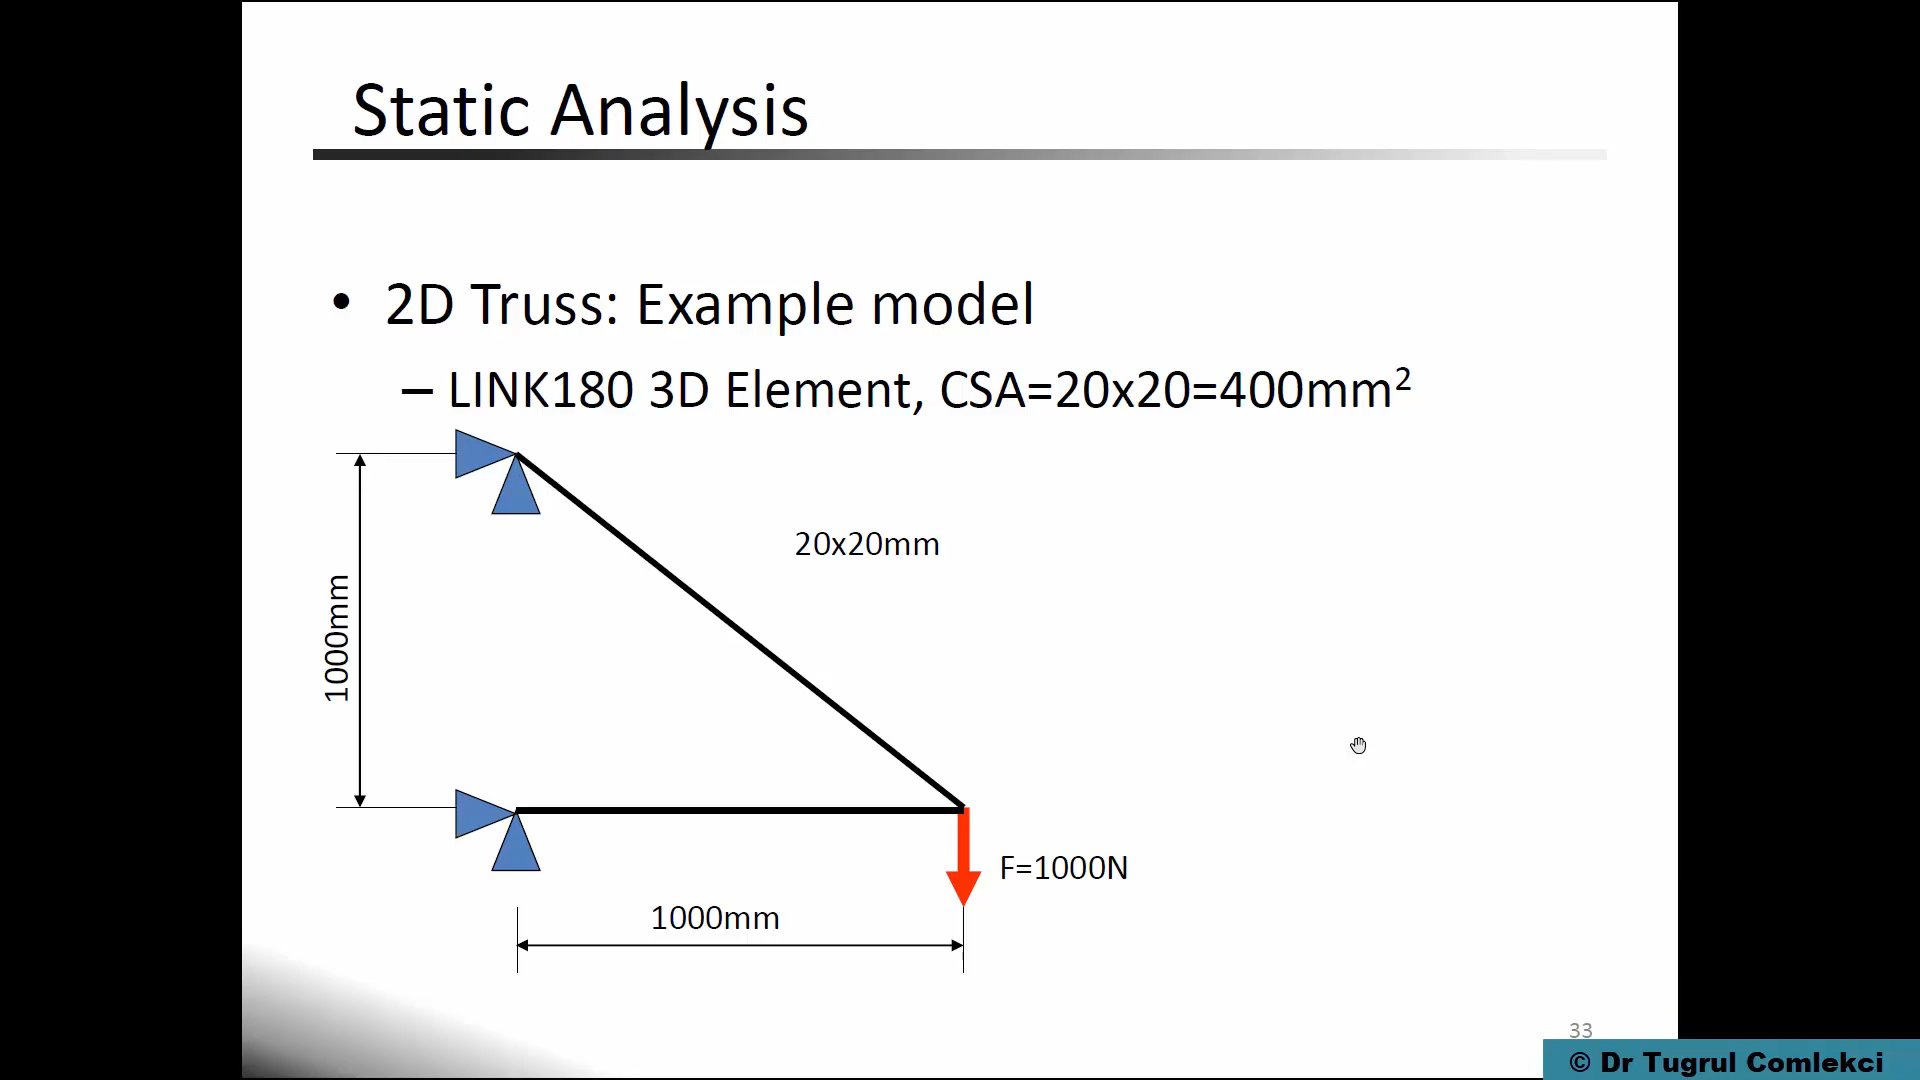 Static Analysis
• 2D Truss: Example model
– LINK180 3D Element, CSA=20x20=400mm²
20x20mm
1000mm
F=1000N
1000mm
33
© Dr Tugrul Comlekci